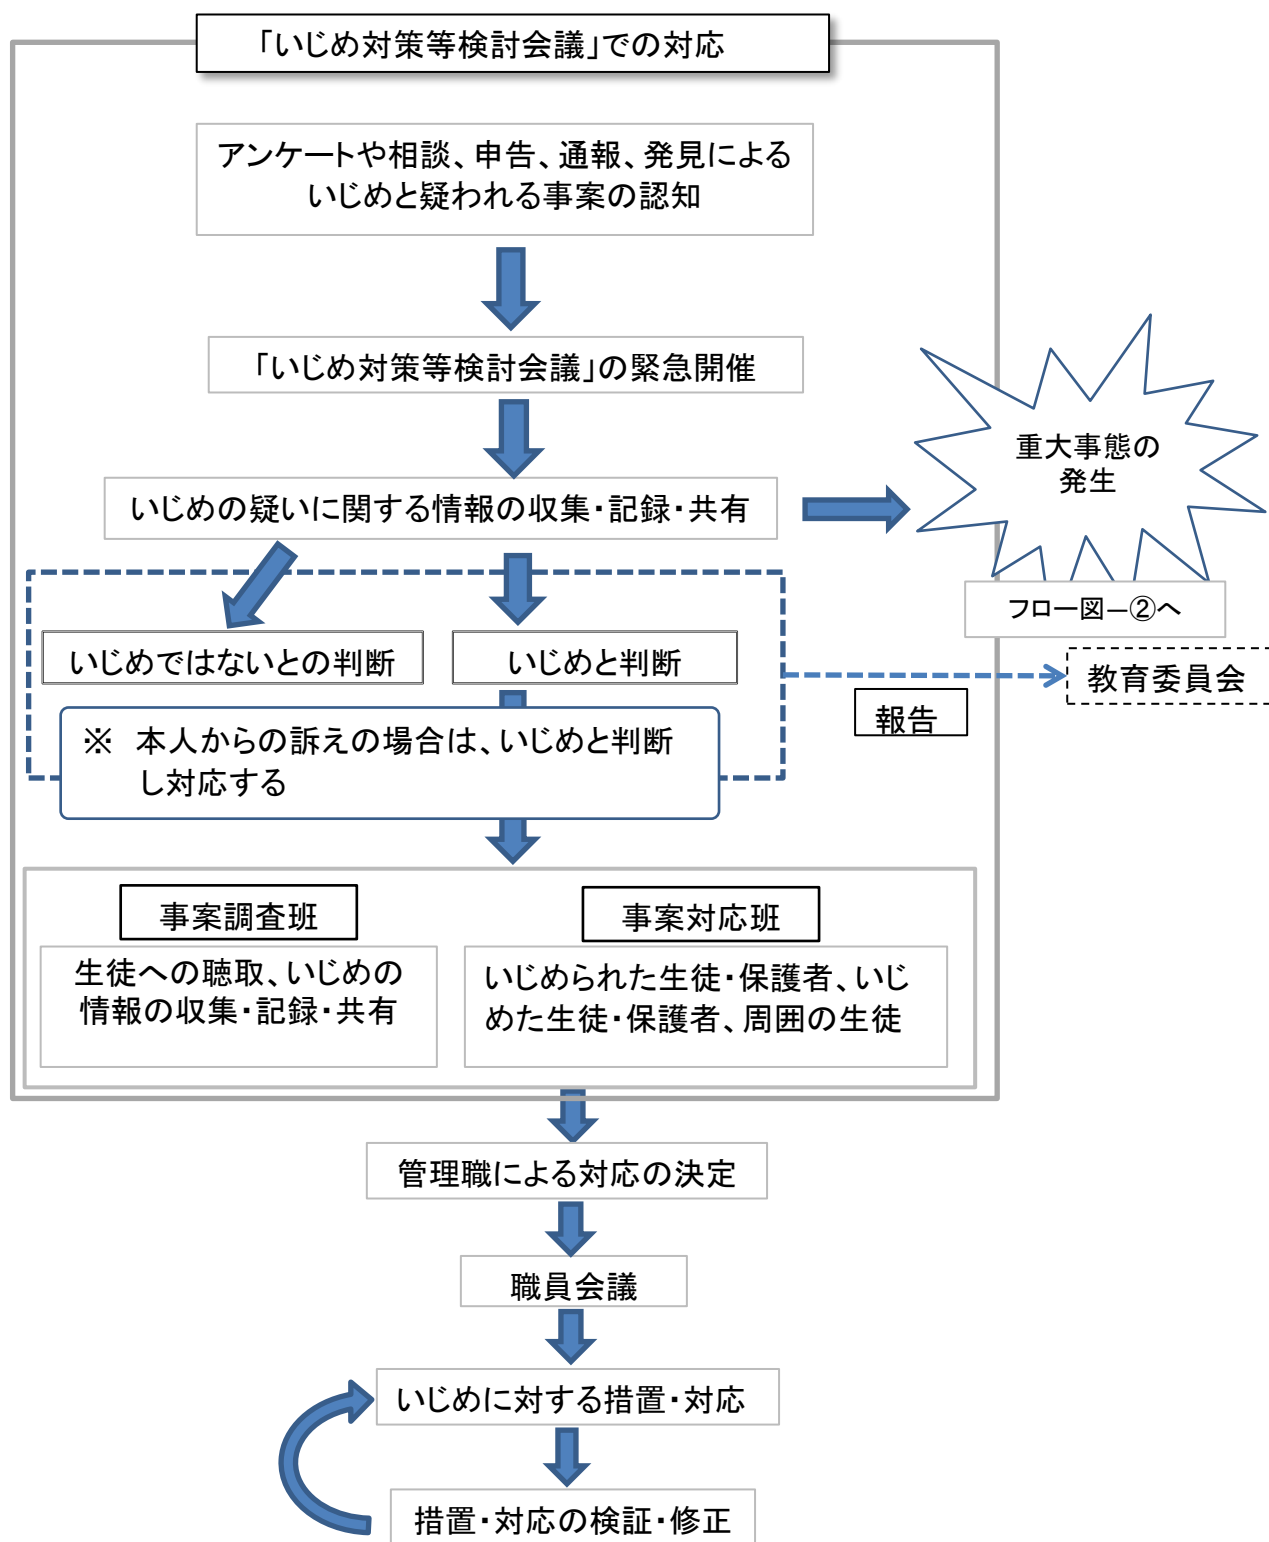 「いじめ対策等検討会議」での対応
アンケートや相談、申告、通報、発見による
いじめと疑われる事案の認知
「いじめ対策等検討会議」の緊急開催
重大事態の
発生
いじめの疑いに関する情報の収集・記録・共有
フロー図―②へ
いじめではないとの判断
いじめと判断
教育委員会
報告
※ 本人からの訴えの場合は、いじめと判断
し対応する
事案調査班
生徒への聴取、いじめの
情報の収集・記録・共有
事案対応班
いじめられた生徒・保護者、いじ
めた生徒・保護者、周囲の生徒
管理職による対応の決定
職員会議
いじめに対する措置・対応
措置・対応の検証・修正